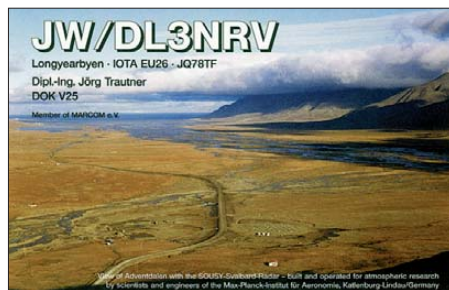 JW/DL3NRV
Longyearbyen · IOTA EU26 · JQ78TF
Dipl.-Ing. Jörg Trautner
DOK V25
Member of MARCOM e.V.
View of Adventdalen with the SOUSY-Svalbard-Radar – built and operated for atmospheric research
by scientists and engineers of the Max-Planck-Institut für Aeronomie, Katlenburg-Lindau/Germany